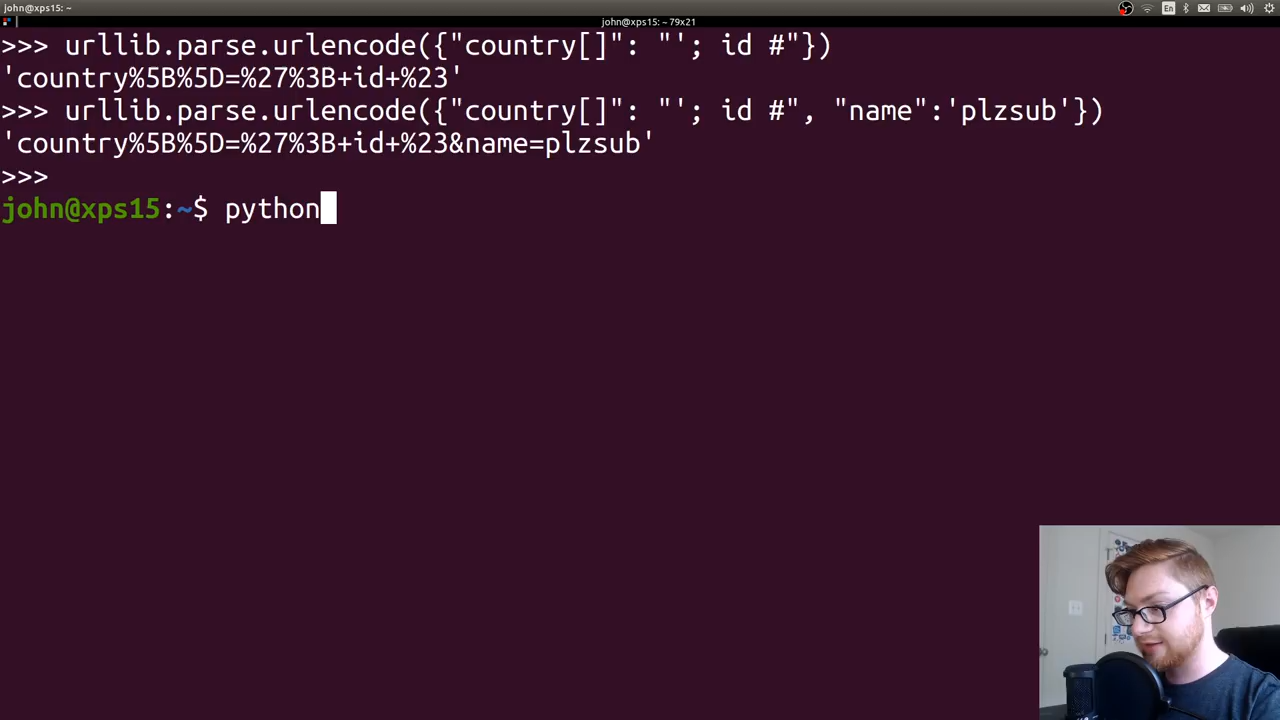 john@xps15: ~
En
john@xps15: ~ 79x21
>>> urllib.parse.urlencode({"country[]": "'; id #"})
'country%5B%5D=%27%3B+id+%23'
>>> urllib.parse.urlencode({"country[]": "'; id #", "name":'plzsub'})
'country%5B%5D=%27%3B+id+%23&name=plzsub'
>>>
john@xps15:~$ python